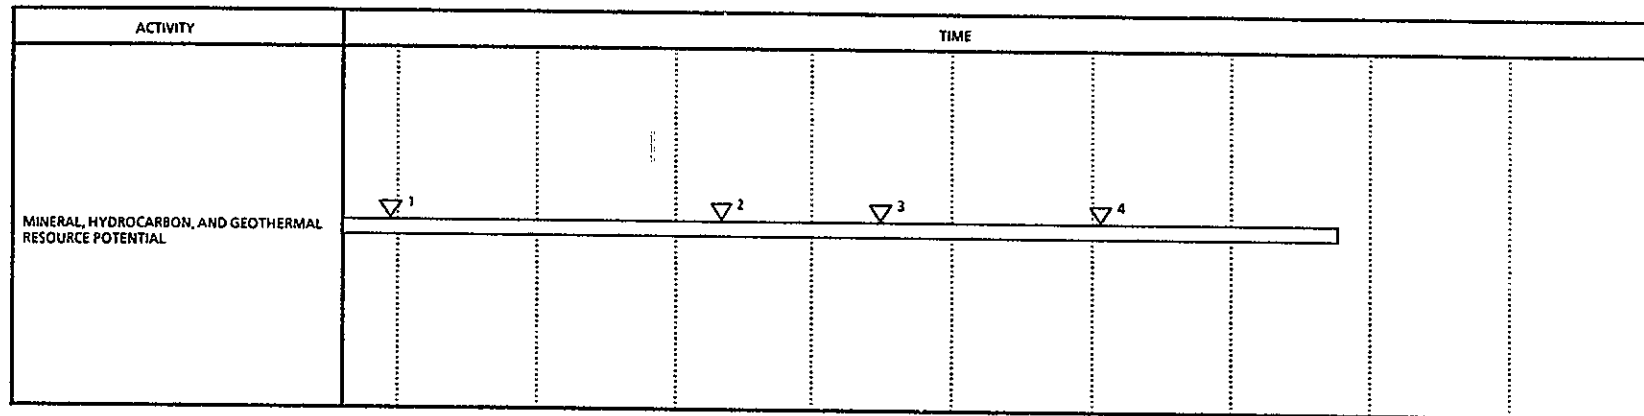 ACTIVITY
TIME
1
2
3
4
MINERAL, HYDROCARBON, AND GEOTHERMAL
RESOURCE POTENTIAL